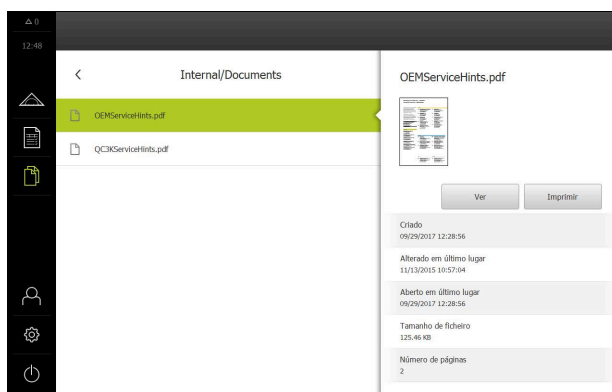 △ 0
12:48
Internal/Documents
OEMServiceHints.pdf
QC3KServiceHints.pdf
OEMServiceHints.pdf
Ver
Imprimir
Criado
09/29/2017 12:28:56
Alterado em último lugar
11/13/2015 10:57:04
Aberto em último lugar
09/29/2017 12:28:56
Tamanho de ficheiro
125.46 KB
Número de páginas
2